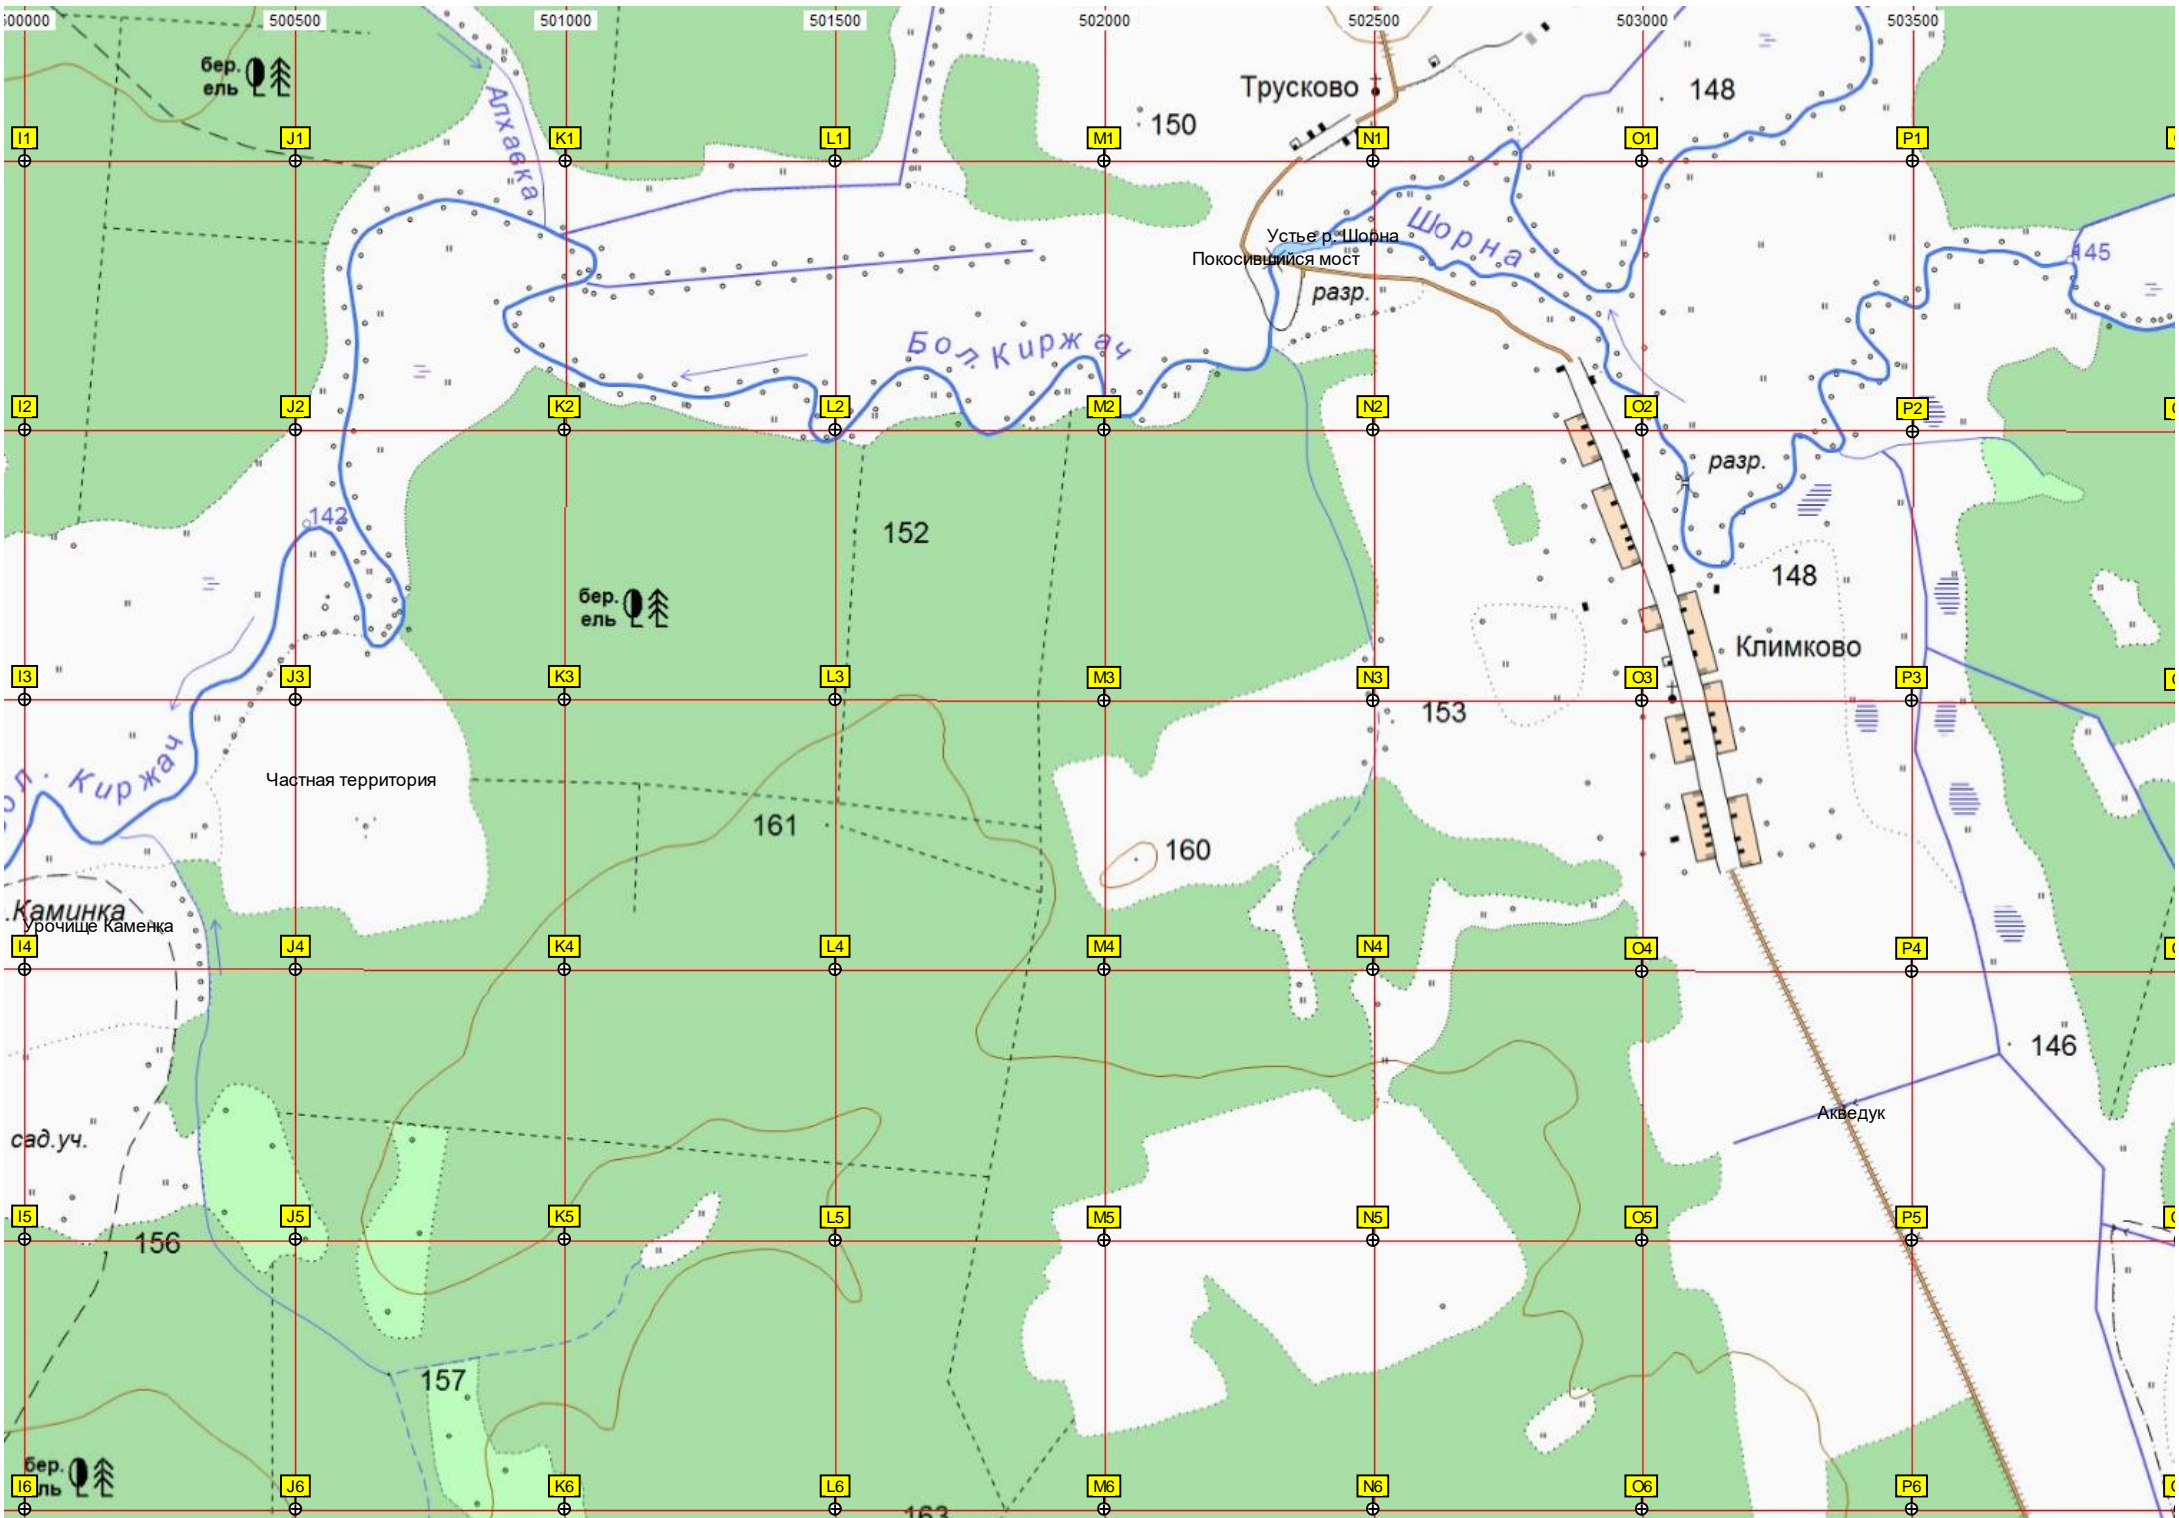 500000 500500 501000 501500 502000 502500 503000 503500
бер.
ель
Алхавка
Трусково
148
150
I1 J1 K1 L1 M1 N1 O1 P1
Шорна
Устье р. Шорна
Покосившийся мост
145
разр.
Бол. Киржач
I2 J2 K2 L2 M2 N2 O2 P2
разр.
142
152
148
бер.
ель
Климково
I3 J3 K3 L3 M3 N3 O3 P3
153
Киржач
Частная территория
161
160
.Каминка
Урочище Каменка
I4 J4 K4 L4 M4 N4 O4 P4
146
Акведук
сад.уч.
I5 J5 K5 L5 M5 N5 O5 P5
156
157
бер.
I6 J6 K6 L6 M6 N6 O6 P6
163